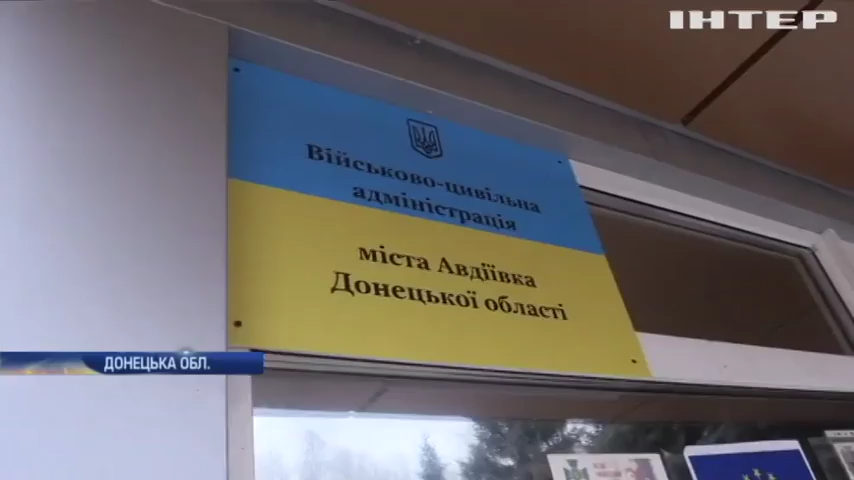 ІНТЕР
Військово-цивільна
адміністрація
міста Авдіївка
Донецької області
ДОНЕЦЬКА ОБЛ.